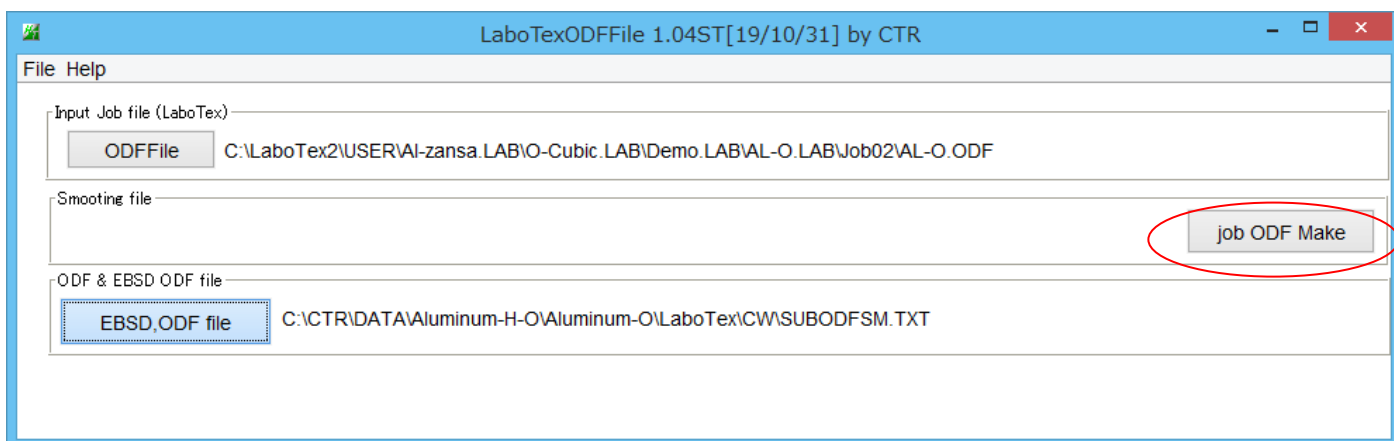 LaboTexODFFile 1.04ST[19/10/31] by CTR
File Help
Input Job file (LaboTex)
ODFFile C:\LaboTex2\USER\Al-zansa.LAB\O-Cubic.LAB\Demo.LAB\AL-O.LAB\Job02\AL-O.ODF
Smooting file
job ODF Make
ODF & EBSD ODF file
EBSD,ODF file C:\CTR\DATA\Aluminum-H-O\Aluminum-O\LaboTex\CW\SUBODFSM.TXT